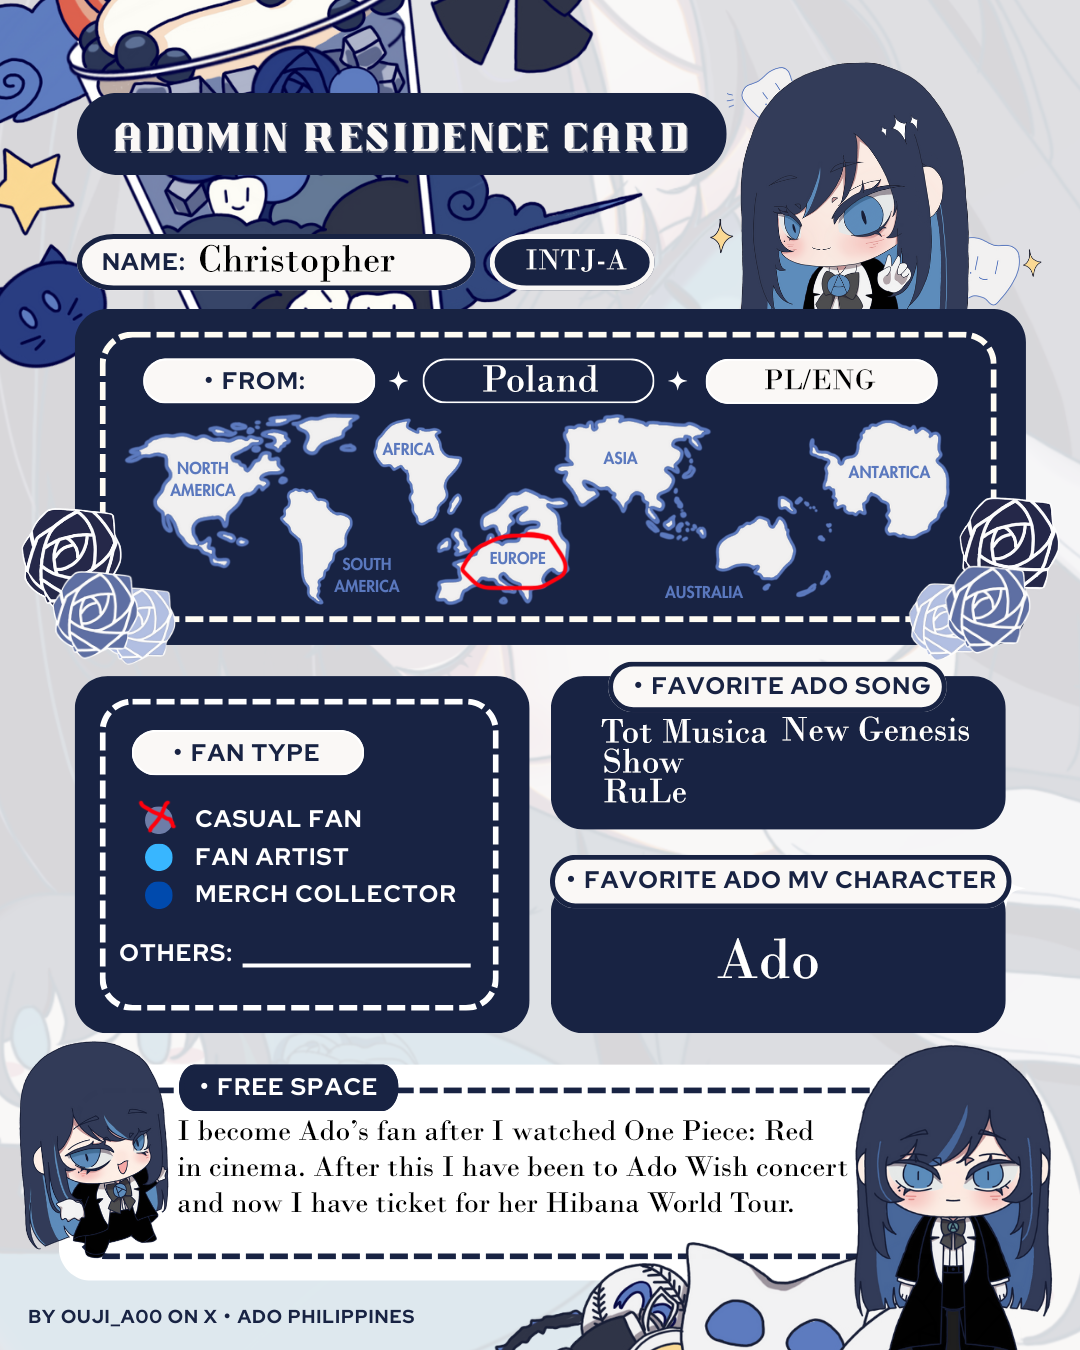 ADOMIN RESIDENCE CARD
NAME: Christopher
INTJ-A
• FROM:
Poland
PL/ENG
NORTH
AMERICA
AFRICA
ASIA
ANTARTICA
SOUTH
AMERICA
EUROPE
AUSTRALIA
• FAN TYPE
CASUAL FAN
FAN ARTIST
MERCH COLLECTOR
OTHERS:
• FAVORITE ADO SONG
Tot Musica New Genesis
Show
RuLe
• FAVORITE ADO MV CHARACTER
Ado
• FREE SPACE
I become Ado's fan after I watched One Piece: Red
in cinema. After this I have been to Ado Wish concert
and now I have ticket for her Hibana World Tour.
BY OUJI_A00 ON X • ADO PHILIPPINES